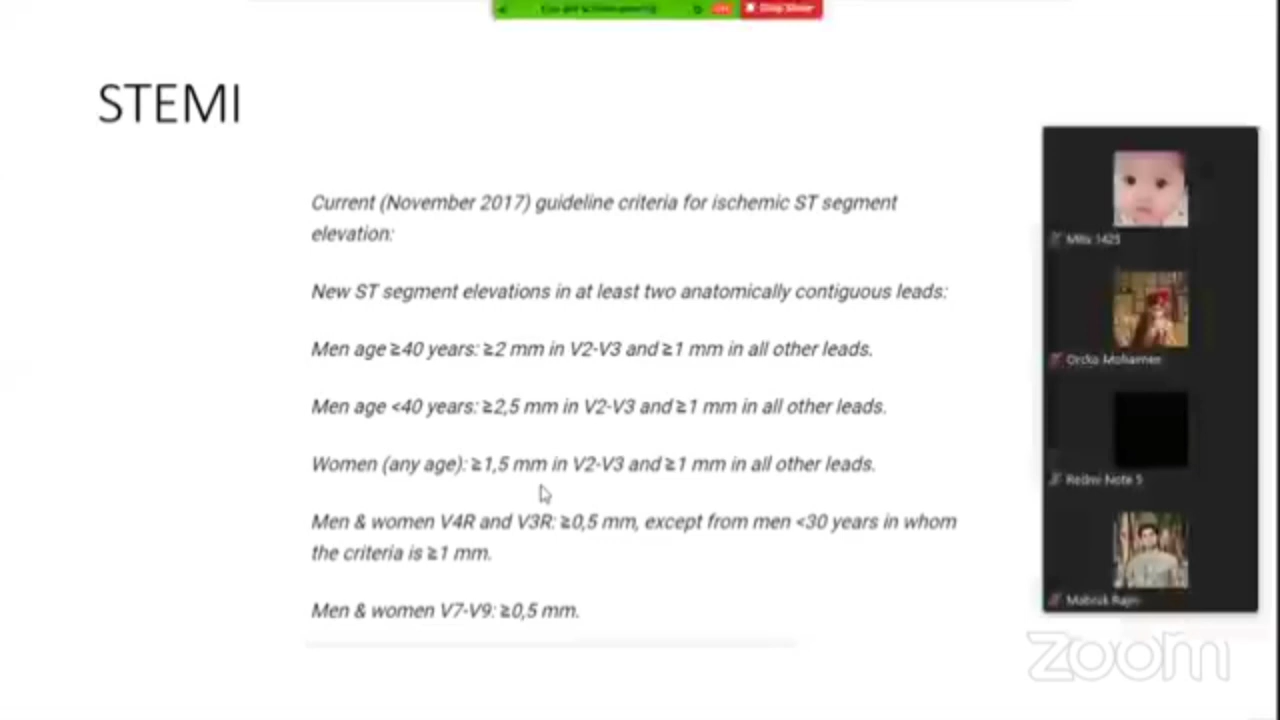 STEMI
Current (November 2017) guideline criteria for ischemic ST segment
elevation:
New ST segment elevations in at least two anatomically contiguous leads:
Men age ≥40 years: ≥2 mm in V2-V3 and ≥1 mm in all other leads.
Men age <40 years: ≥2,5 mm in V2-V3 and ≥1 mm in all other leads.
Women (any age): ≥1,5 mm in V2-V3 and ≥1 mm in all other leads.
Men & women V4R and V3R: ≥0,5 mm, except from men <30 years in whom
the criteria is ≥1 mm.
Men & women V7-V9: ≥0,5 mm.
1425
Redmi Note 5
zoom